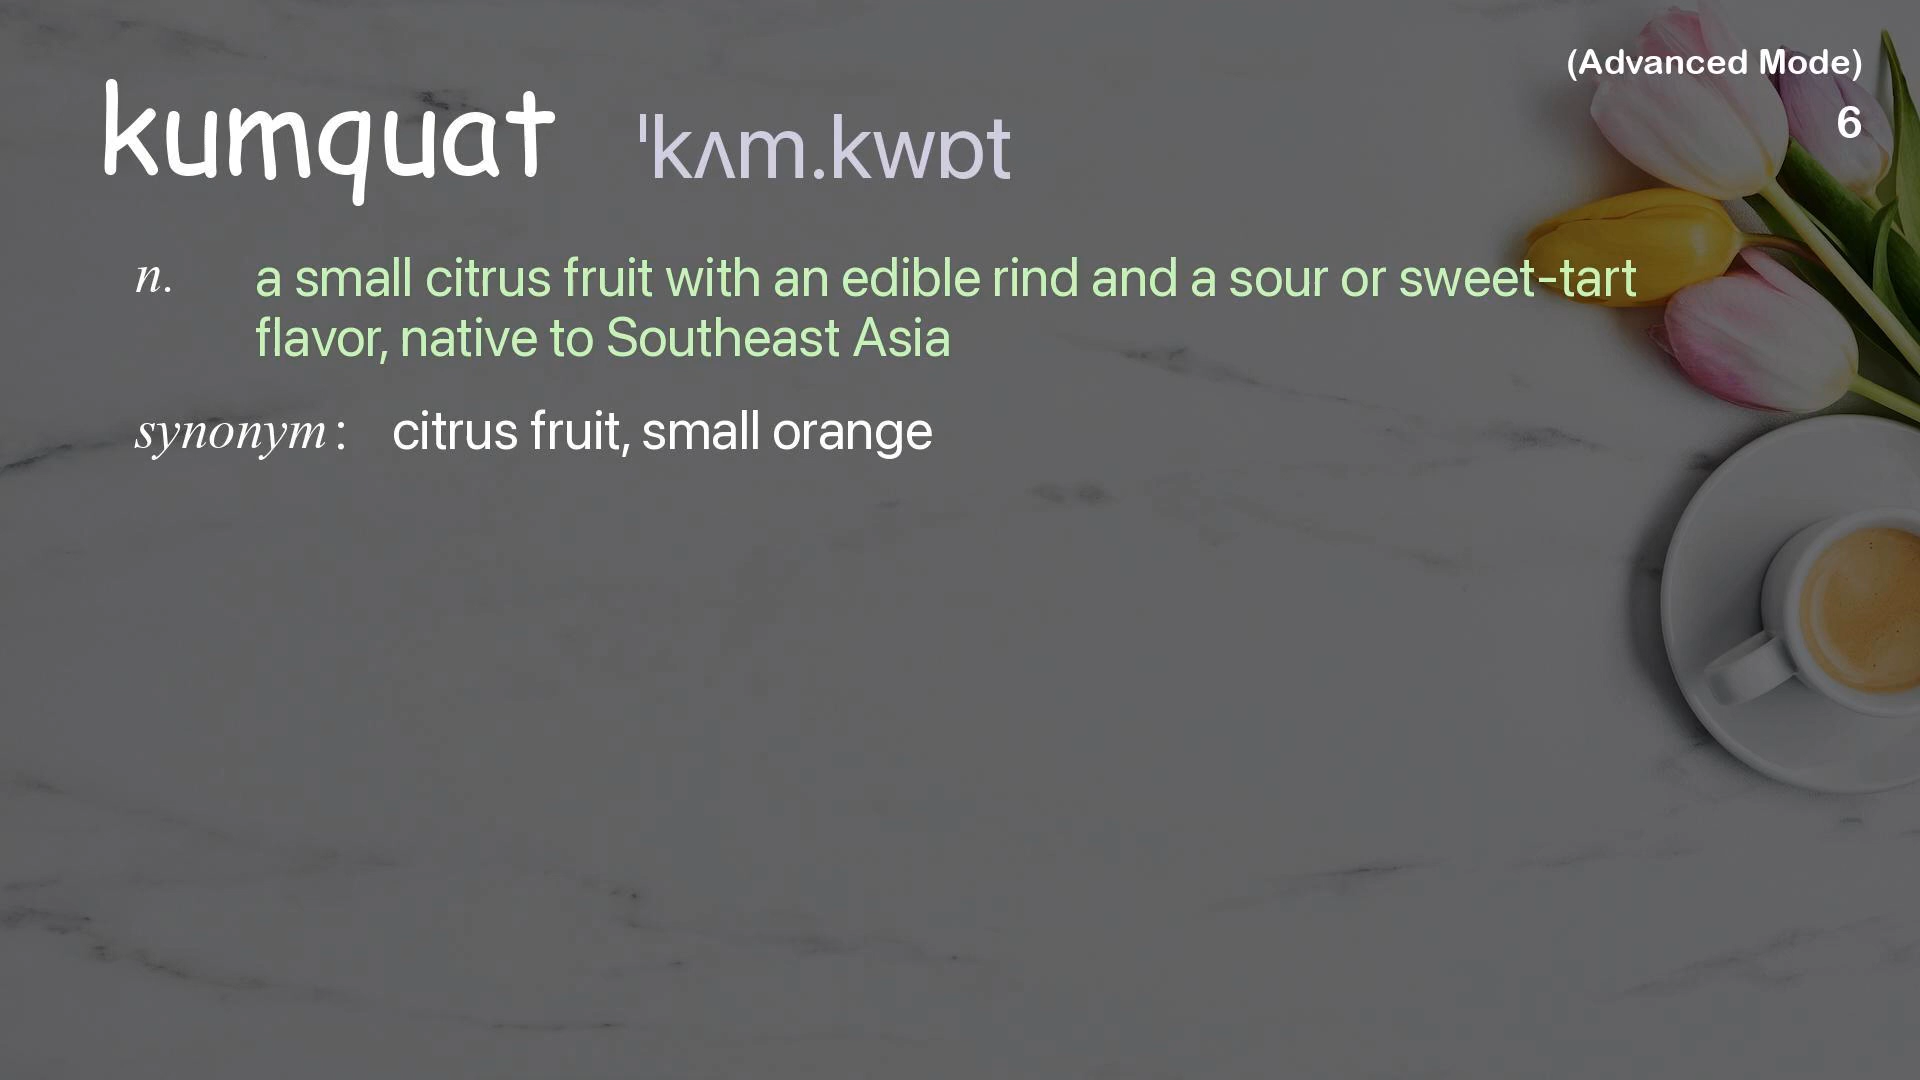 (Advanced Mode)
kumquat ˈkʌm.kwɒt
6
n. a small citrus fruit with an edible rind and a sour or sweet-tart
flavor, native to Southeast Asia
synonym: citrus fruit, small orange